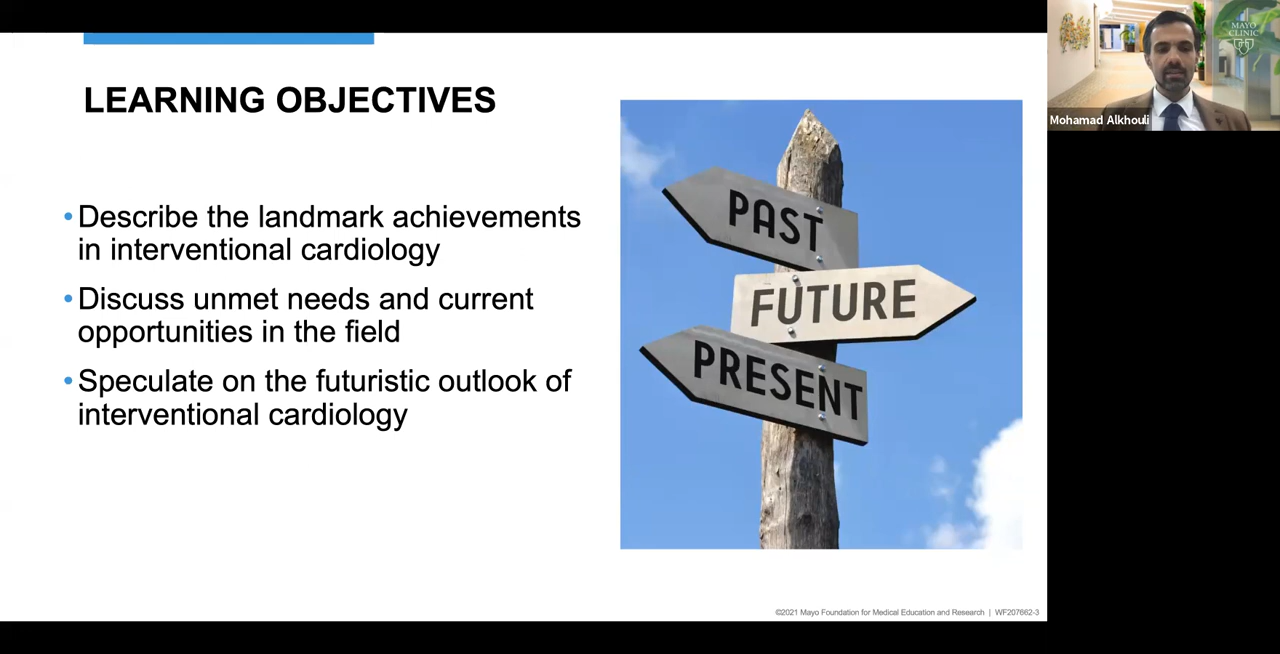 LEARNING OBJECTIVES
•Describe the landmark achievements
in interventional cardiology
•Discuss unmet needs and current
opportunities in the field
•Speculate on the futuristic outlook of
interventional cardiology
PAST
FUTURE
PRESENT
©2021 Mayo Foundation for Medical Education and Research | WF207662-3
MAYO
CLINIC
Mohamad Alkhouli